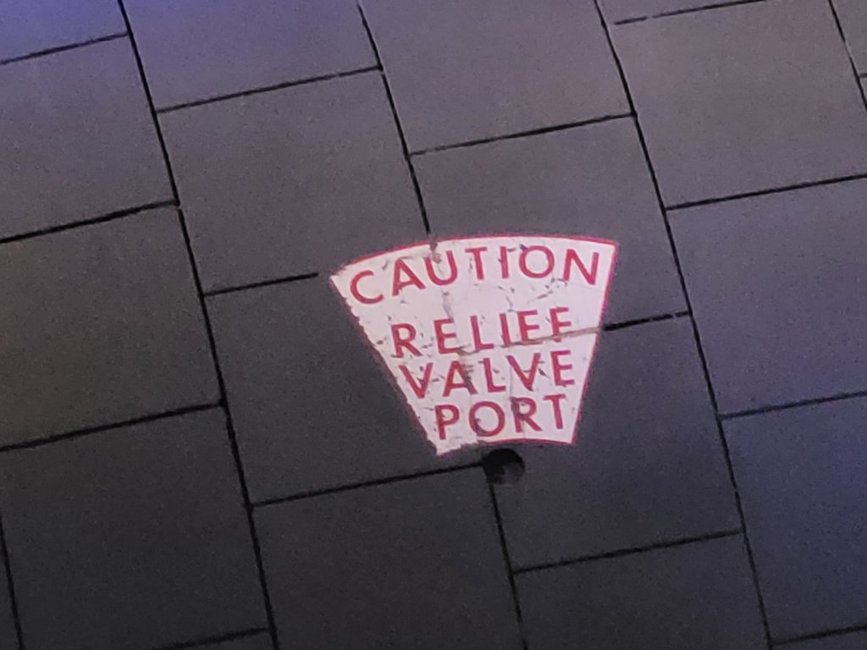 CAUTION
RELIEF
VALVE
PORT